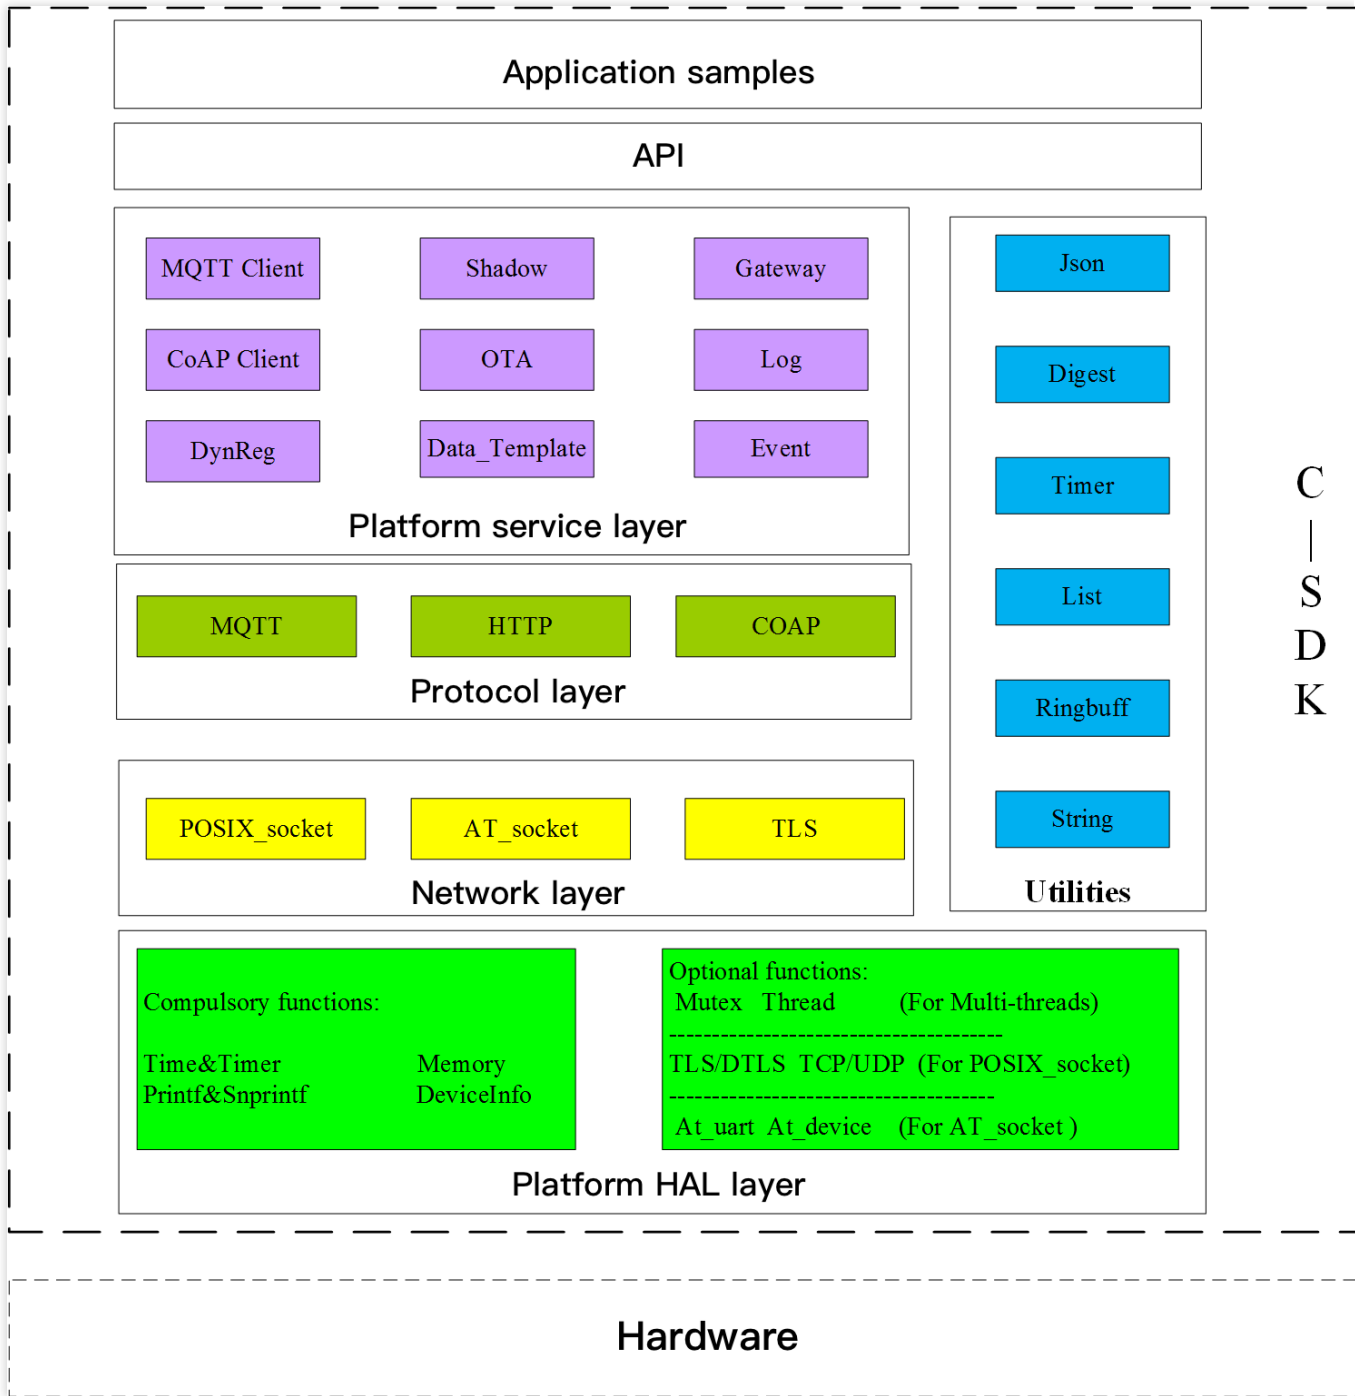 Application samples
API
MQTT Client
Shadow
Gateway
CoAP Client
OTA
Log
DynReg
Data_Template
Event
Platform service layer
MQTT
HTTP
COAP
Protocol layer
POSIX_socket
AT_socket
TLS
Network layer
Json
Digest
Timer
List
Ringbuff
String
Utilities
Compulsory functions:
Time&Timer Memory
Printf&Snprintf DeviceInfo
Optional functions:
Mutex Thread (For Multi-threads)
-------------------------------------
TLS/DTLS TCP/UDP (For POSIX_socket)
------------------------------------
At_uart At_device (For AT_socket )
Platform HAL layer
C
|
S
D
K
Hardware